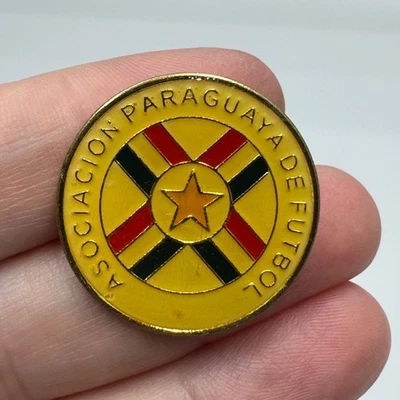 ASOCIACION PARAGUAYA DE FUTBOL